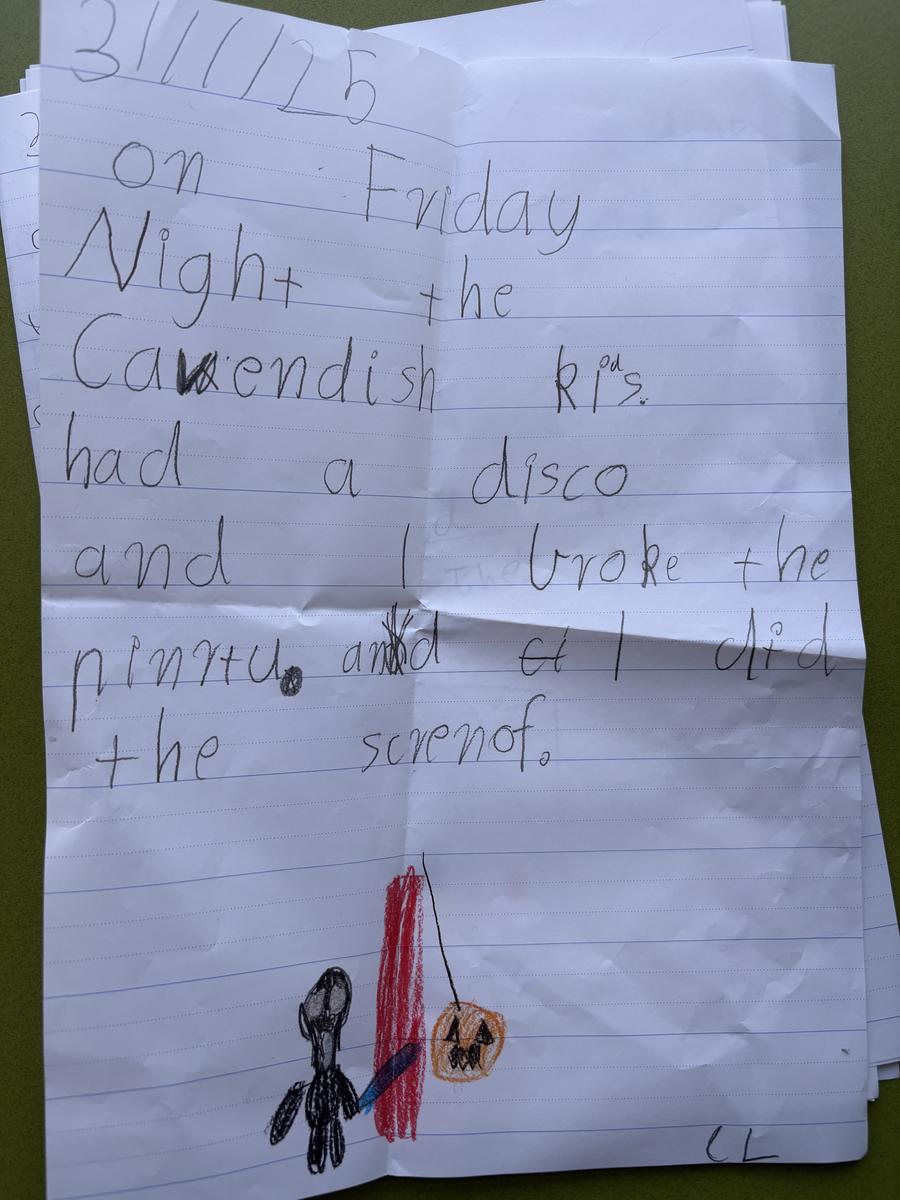 31/1/25
on Friday
Night the
Cavendish kids.
had a disco
and I broke the
pinrtu. and I did
the screnof.
CL